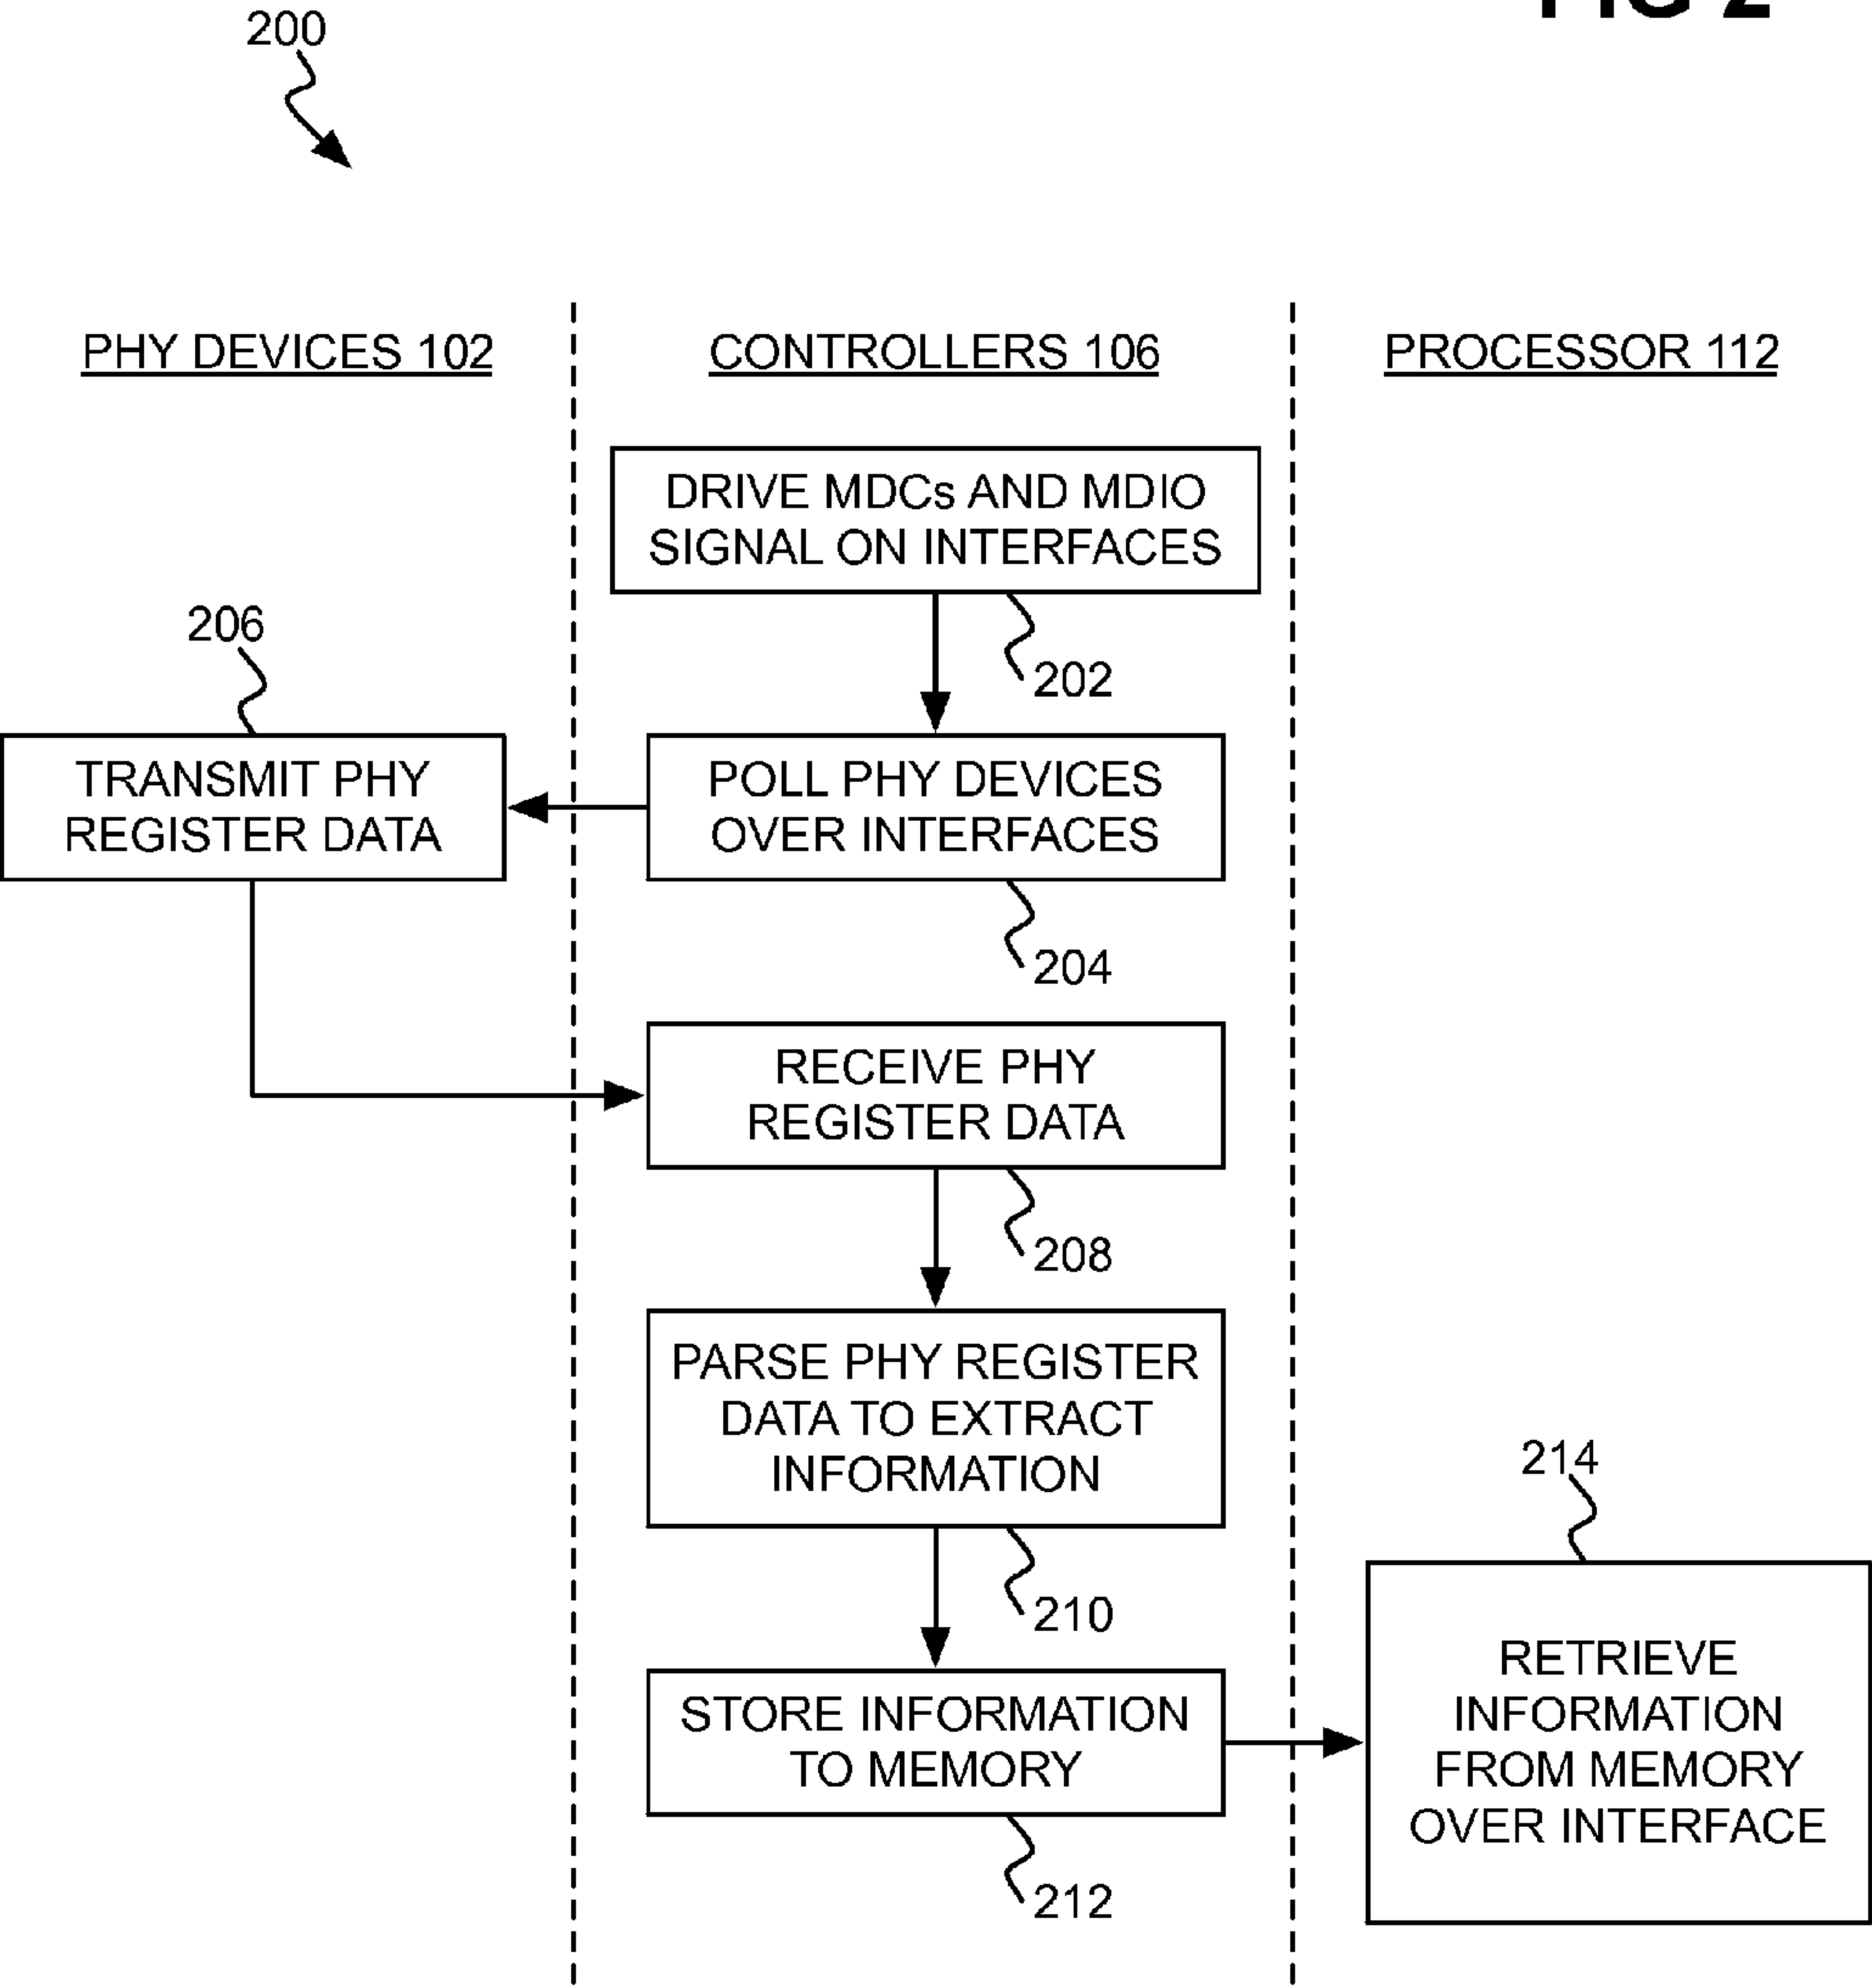 FIG 2
200
PHY DEVICES 102
CONTROLLERS 106
PROCESSOR 112
DRIVE MDCs AND MDIO
SIGNAL ON INTERFACES
202
206
TRANSMIT PHY
REGISTER DATA
POLL PHY DEVICES
OVER INTERFACES
204
RECEIVE PHY
REGISTER DATA
208
PARSE PHY REGISTER
DATA TO EXTRACT
INFORMATION
210
214
STORE INFORMATION
TO MEMORY
212
RETRIEVE
INFORMATION
FROM MEMORY
OVER INTERFACE